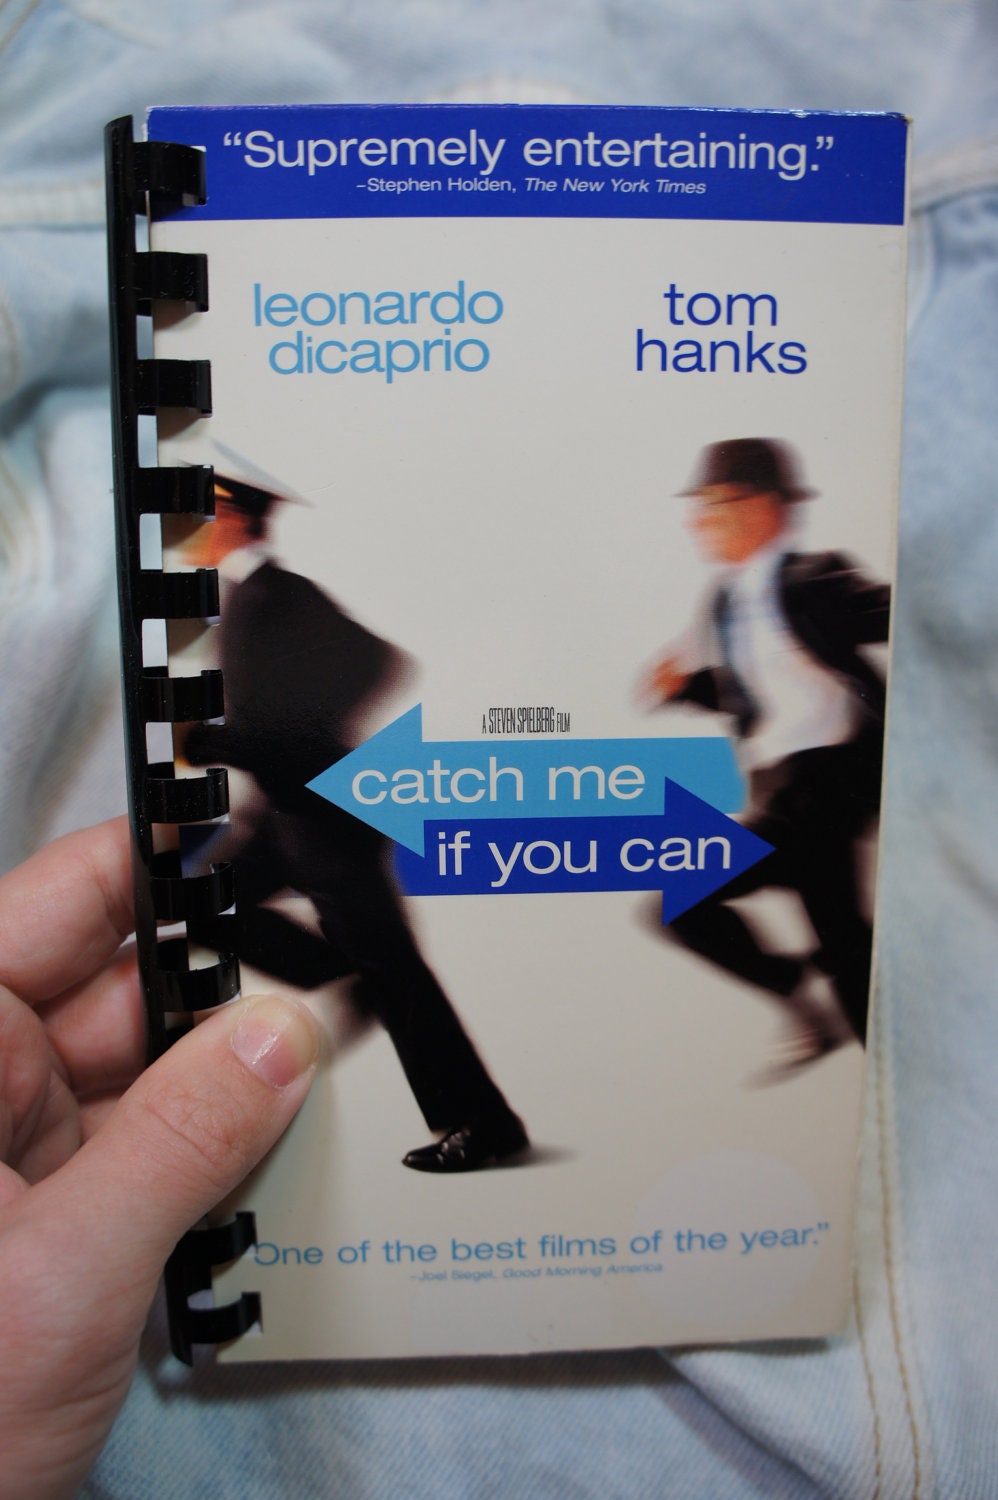 “Supremely entertaining.”
–Stephen Holden, The New York Times
leonardo
dicaprio
tom
hanks
A STEVEN SPIELBERG FILM
catch me
if you can
One of the best films of the year.”
–Joel Siegel, Good Morning America